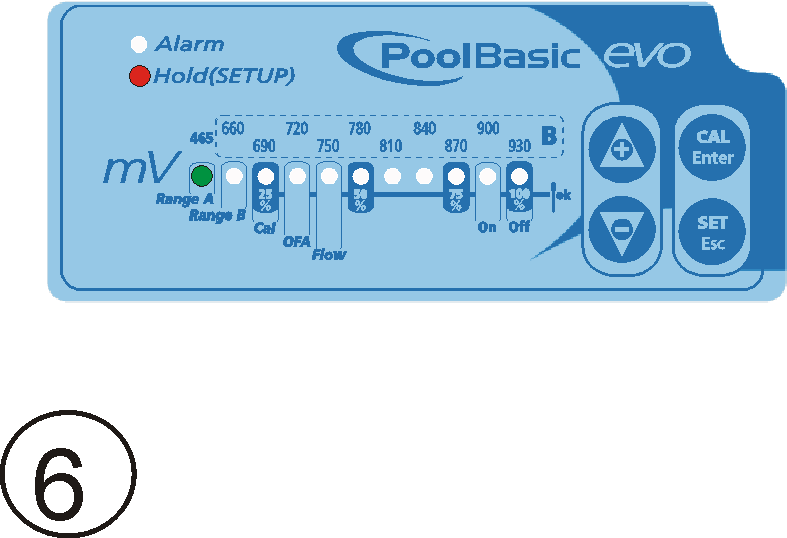 Alarm
Hold(SETUP)
PoolBasic evo
465 660 720 780 840 900 B
690 750 810 870 930
mV
25 % 50 % 75 % 100 % ok
Range A
Range B
Cal
OFA
Flow
On Off
+
CAL
Enter
−
SET
Esc
6